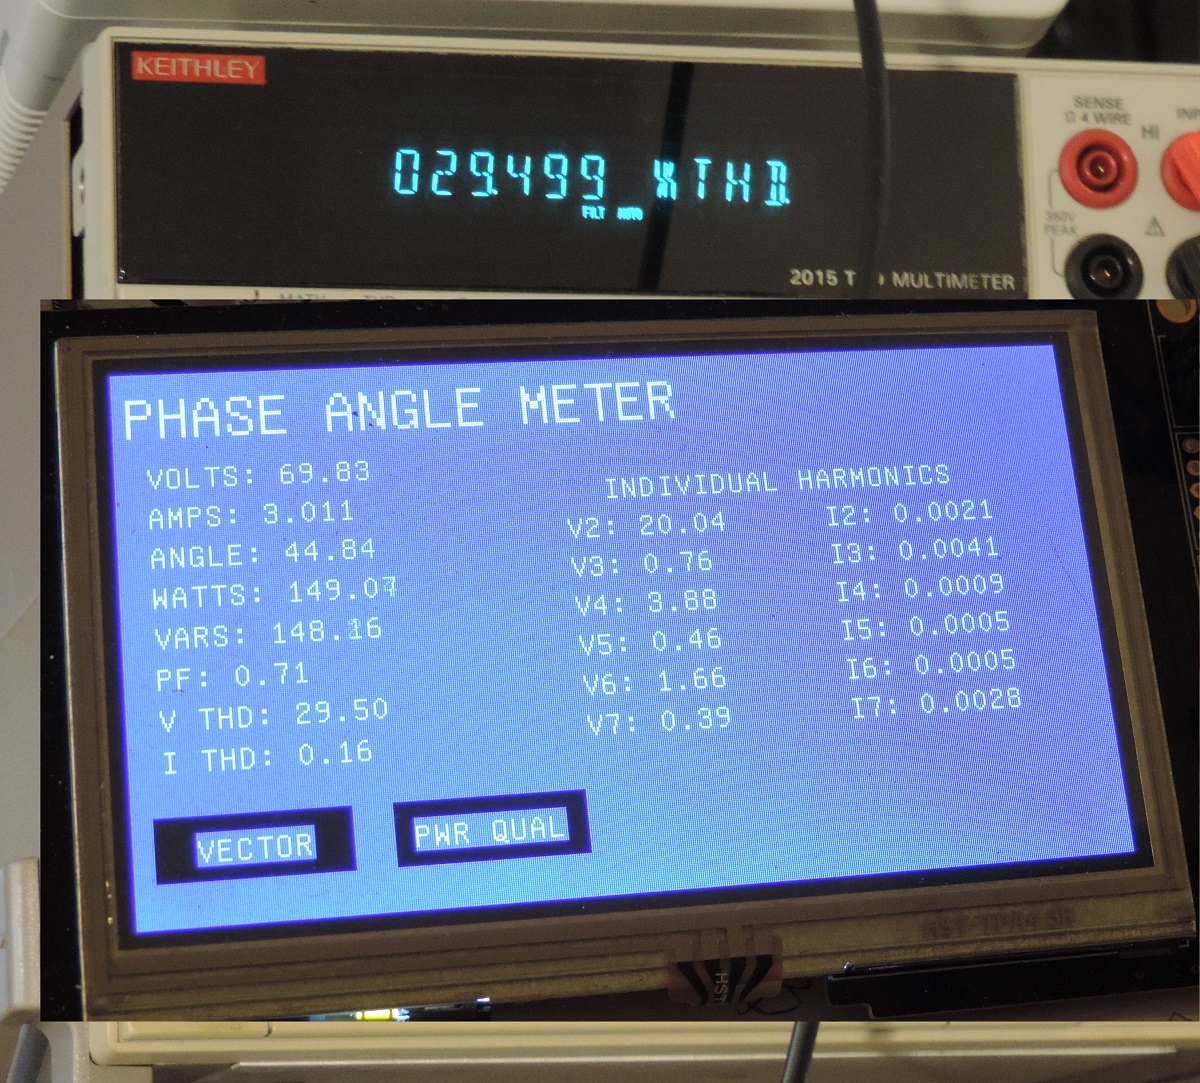 KEITHLEY
029.499 %THD
FILT AUTO
2015 T MULTIMETER
SENSE
Ω 4 WIRE
HI
350V
PEAK
PHASE ANGLE METER
VOLTS: 69.83
AMPS: 3.011
ANGLE: 44.84
WATTS: 149.07
VARS: 148.16
PF: 0.71
V THD: 29.50
I THD: 0.16
INDIVIDUAL HARMONICS
V2: 20.04 I2: 0.0021
V3: 0.76 I3: 0.0041
V4: 3.88 I4: 0.0009
V5: 0.46 I5: 0.0005
V6: 1.66 I6: 0.0005
V7: 0.39 I7: 0.0028
VECTOR
PWR QUAL